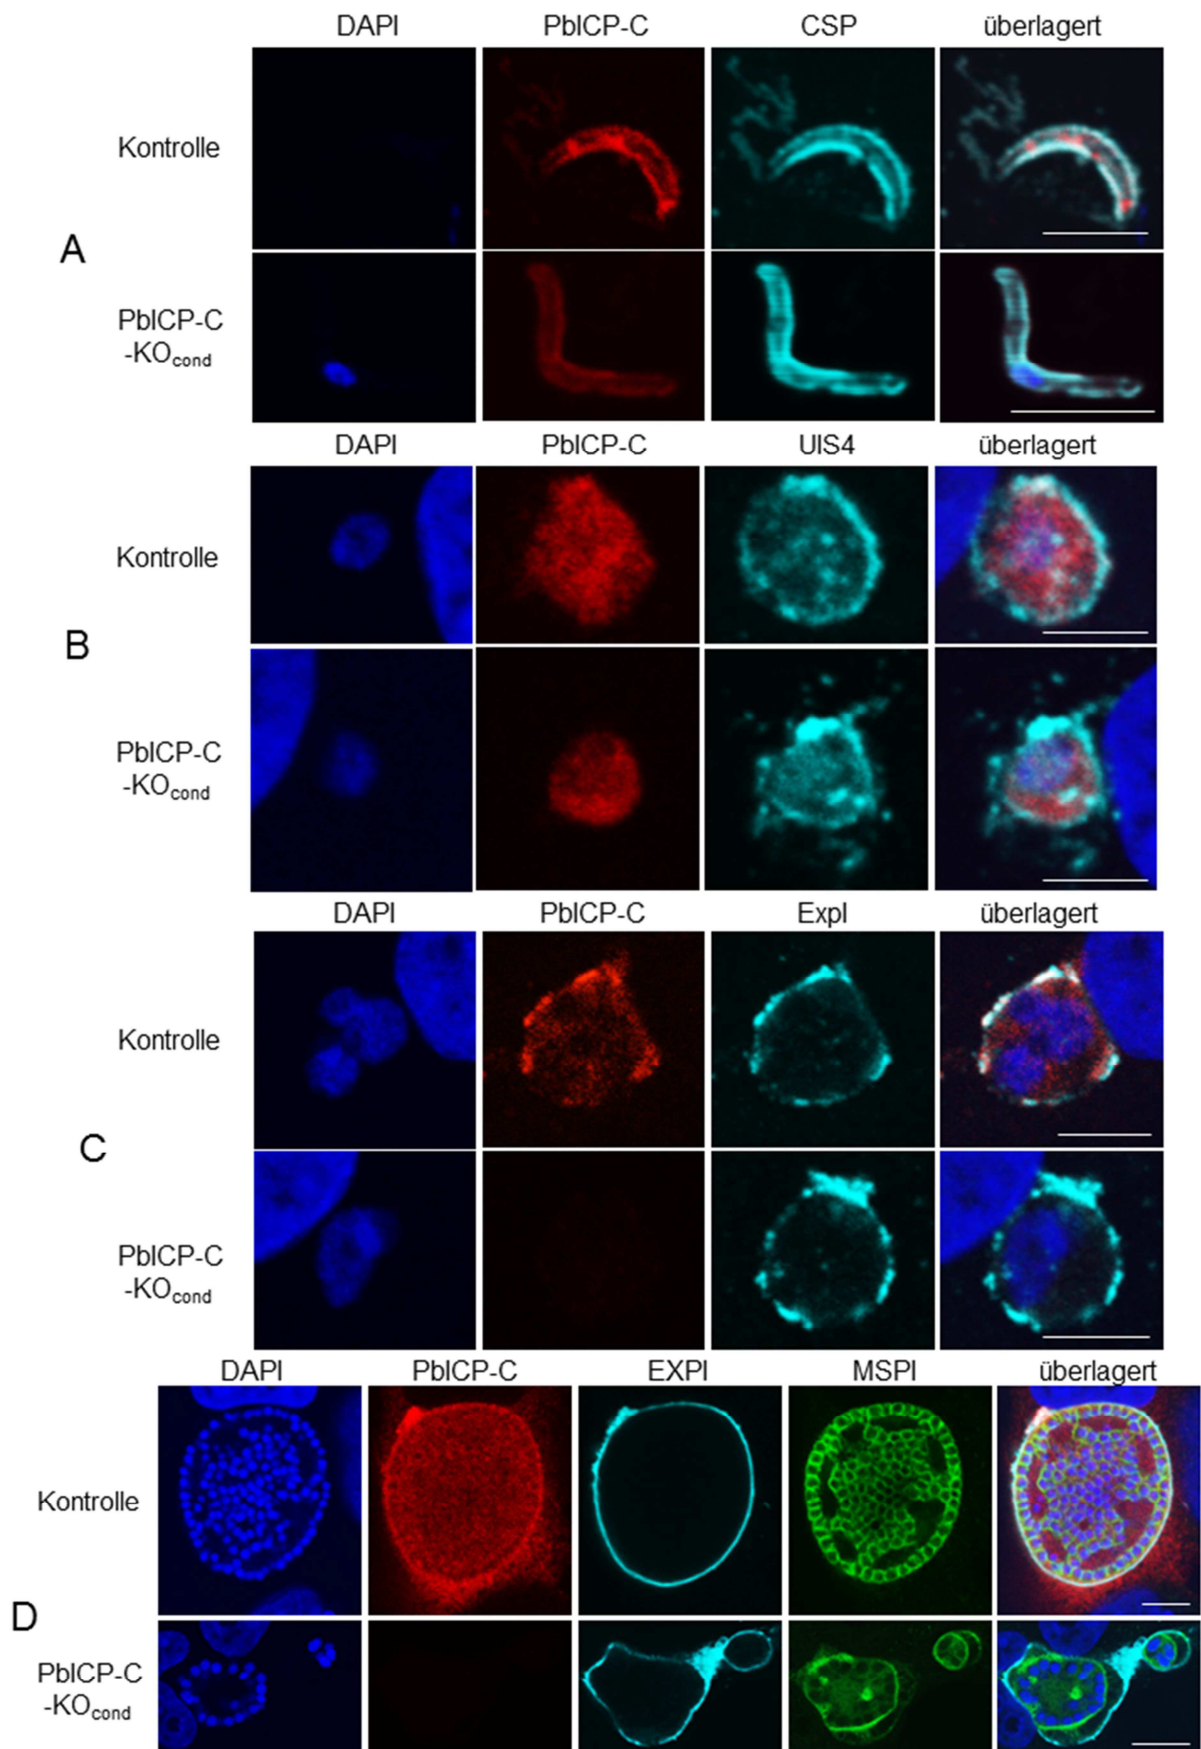 DAPI PbICP-C CSP überlagert
Kontrolle
A
PbICP-C
-KOcond
DAPI PbICP-C UIS4 überlagert
Kontrolle
B
PbICP-C
-KOcond
DAPI PbICP-C ExpI überlagert
Kontrolle
C
PbICP-C
-KOcond
DAPI PbICP-C EXPI MSPI überlagert
Kontrolle
D
PbICP-C
-KOcond